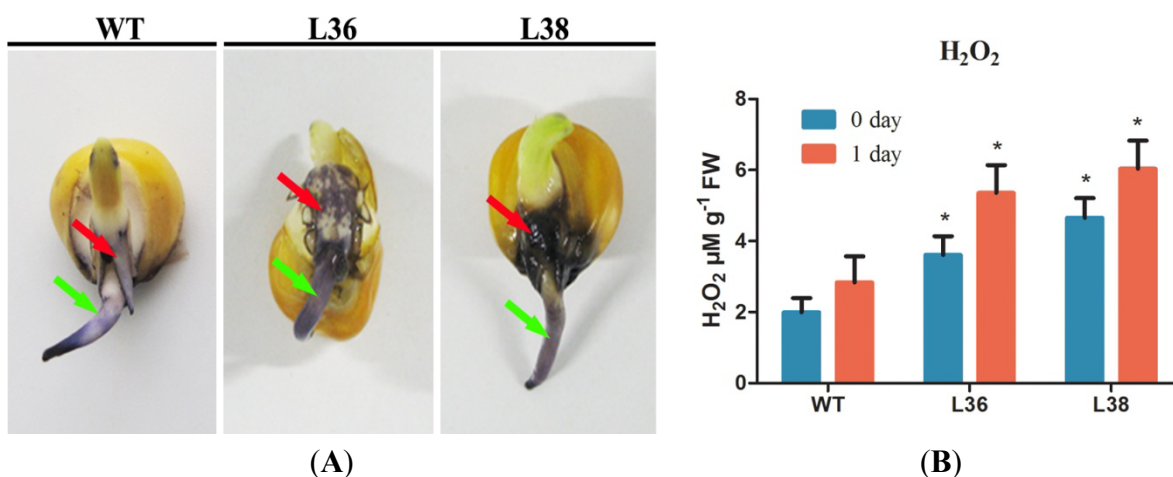 WT L36 L38
(A)
H₂O₂
0 day
1 day
H₂O₂ µM g⁻¹ FW
8
6
4
2
0
*
*
*
*
WT L36 L38
(B)